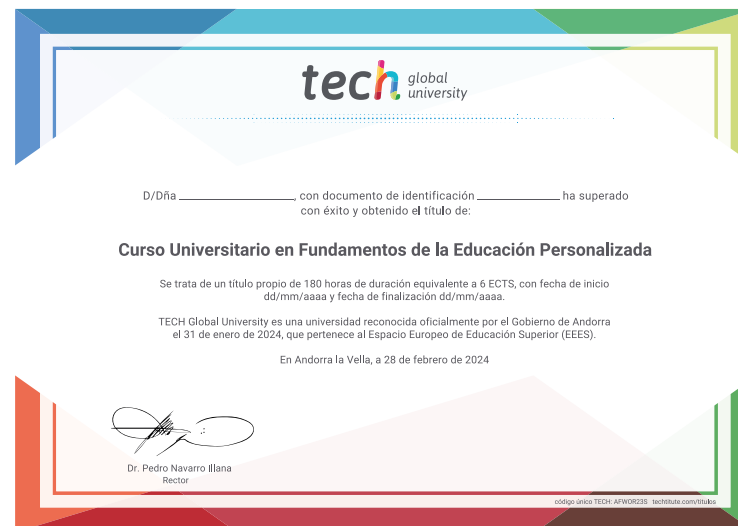 tech global university
D/Dña ____________________, con documento de identificación ______________ ha superado
con éxito y obtenido el título de:
Curso Universitario en Fundamentos de la Educación Personalizada
Se trata de un título propio de 180 horas de duración equivalente a 6 ECTS, con fecha de inicio
dd/mm/aaaa y fecha de finalización dd/mm/aaaa.
TECH Global University es una universidad reconocida oficialmente por el Gobierno de Andorra
el 31 de enero de 2024, que pertenece al Espacio Europeo de Educación Superior (EEES).
En Andorra la Vella, a 28 de febrero de 2024
Dr. Pedro Navarro Illana
Rector
código único TECH: AFWOR23S techtitute.com/títulos